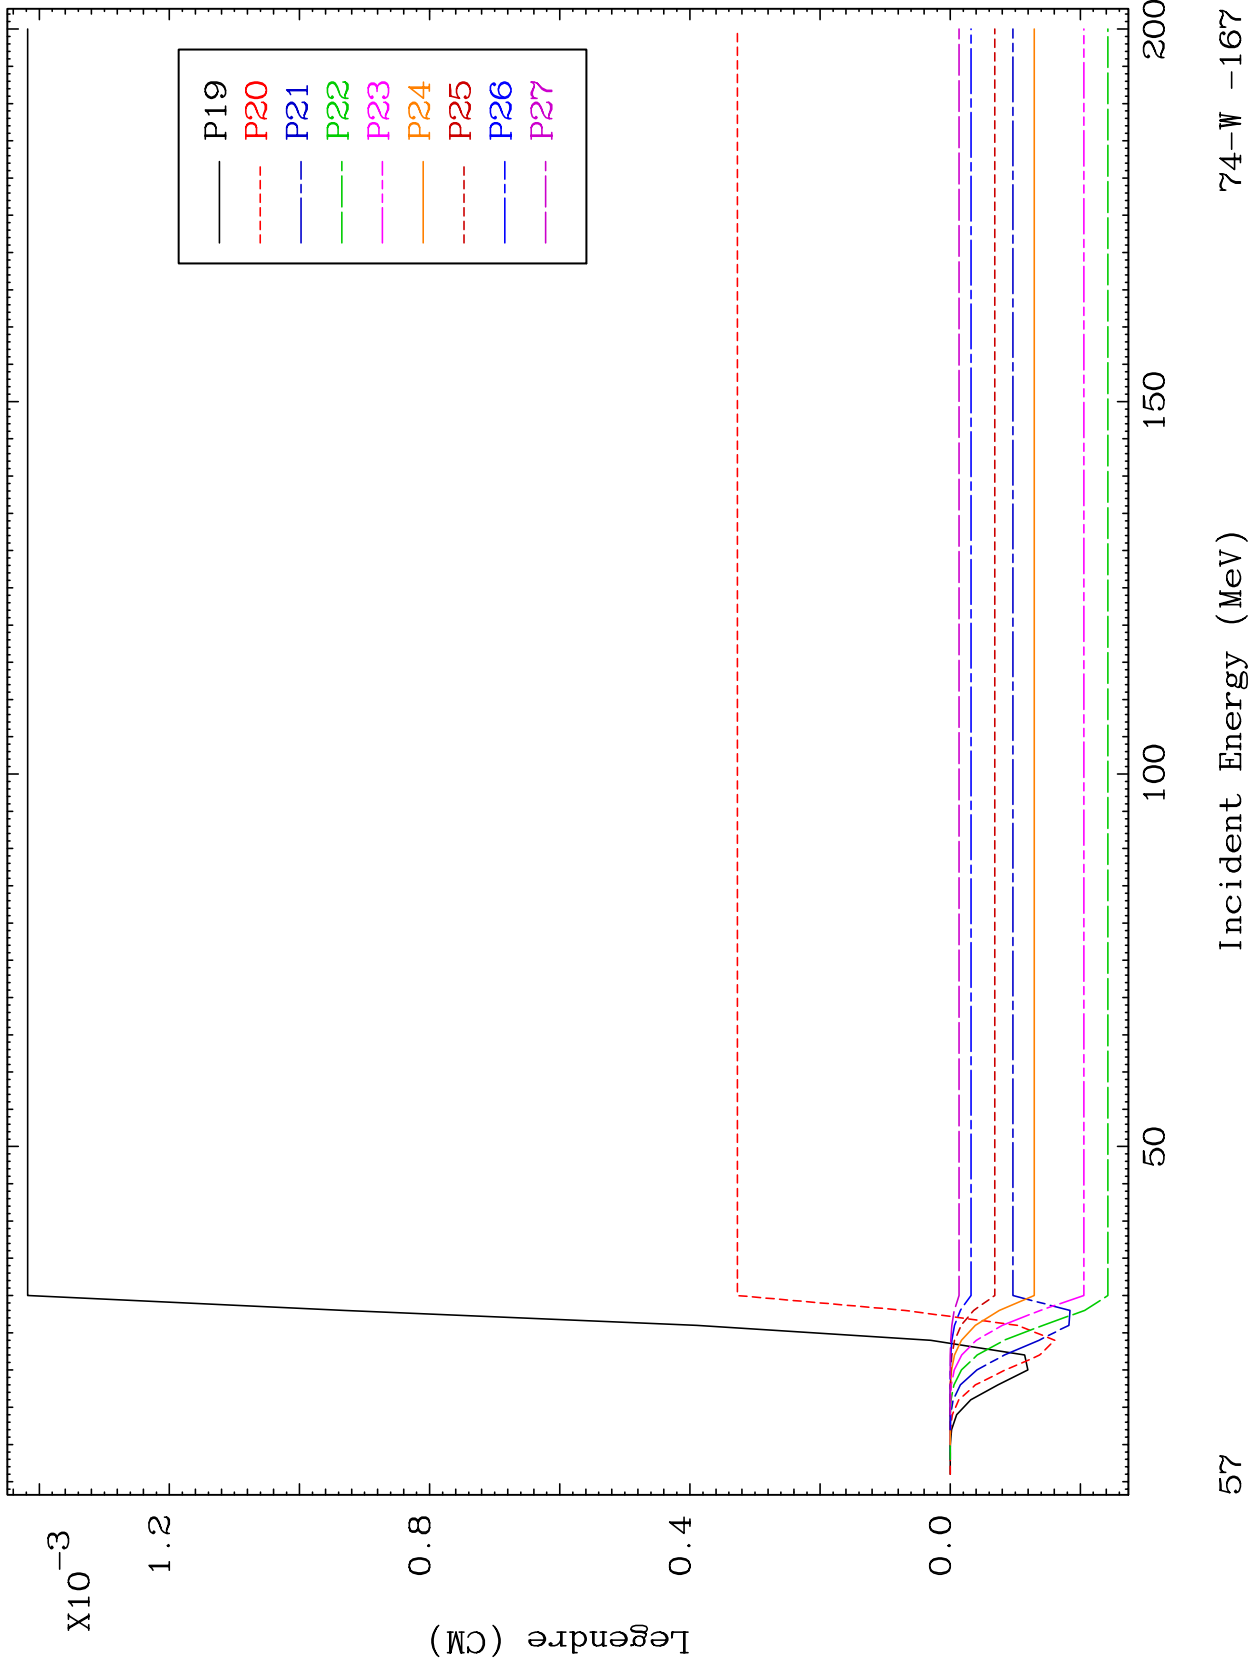 X10-3
1.2
0.8
0.4
0.0
Legendre (CM)
P19
P20
P21
P22
P23
P24
P25
P26
P27
50
100
150
200
57
Incident Energy (MeV)
74-W -167